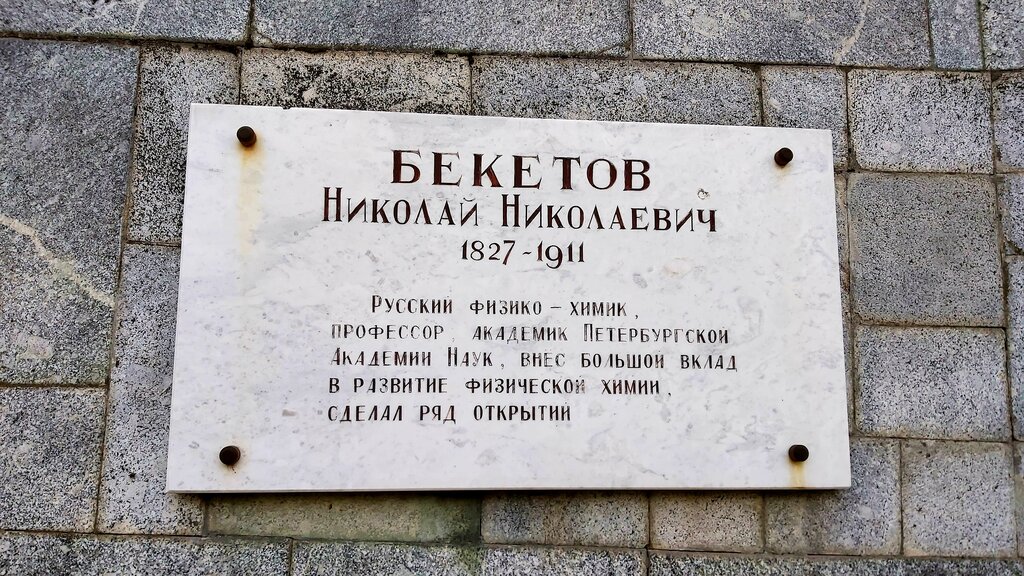 БЕКЕТОВ
НИКОЛАЙ НИКОЛАЕВИЧ
1827-1911
РУССКИЙ ФИЗИКО-ХИМИК,
ПРОФЕССОР, АКАДЕМИК ПЕТЕРБУРГСКОЙ
АКАДЕМИИ НАУК, ВНЕС БОЛЬШОЙ ВКЛАД
В РАЗВИТИЕ ФИЗИЧЕСКОЙ ХИМИИ,
СДЕЛАЛ РЯД ОТКРЫТИИ